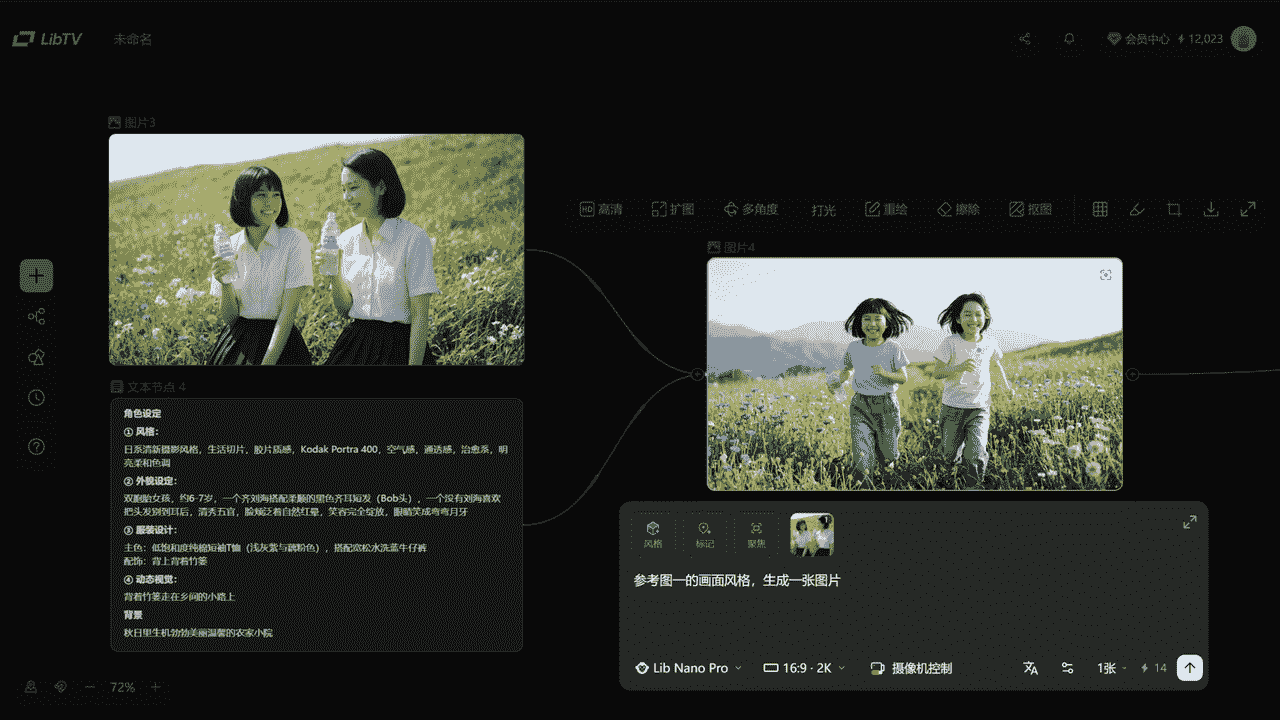 LibTV
未命名
会员中心
12,023
图片3
HD 高清
扩图
多角度
打光
重绘
擦除
抠图
图片4
文本节点 4
角色设定
① 风格：
日系清新摄影风格，生活切片，胶片质感，Kodak Portra 400，空气感，通透感，治愈系，明
亮柔和色调
② 外貌设定：
双胞胎女孩，约6-7岁，一个齐刘海搭配柔顺的黑色齐耳短发（Bob头），一个没有刘海喜欢
把头发别到耳后，清秀五官，脸颊泛着自然红晕，笑容完全绽放，眼睛笑成弯弯月牙
③ 服装设计：
主色：低饱和度纯棉短袖T恤（浅灰紫与藕粉色），搭配宽松水洗蓝牛仔裤
配饰：背上背着竹篓
④ 动态视觉：
背着竹篓走在乡间的小路上
背景
秋日里生机勃勃美丽温馨的农家小院
风格
标记
聚焦
1
参考图一的画面风格，生成一张图片
Lib Nano Pro
16:9 · 2K
摄像机控制
1张
14
72%